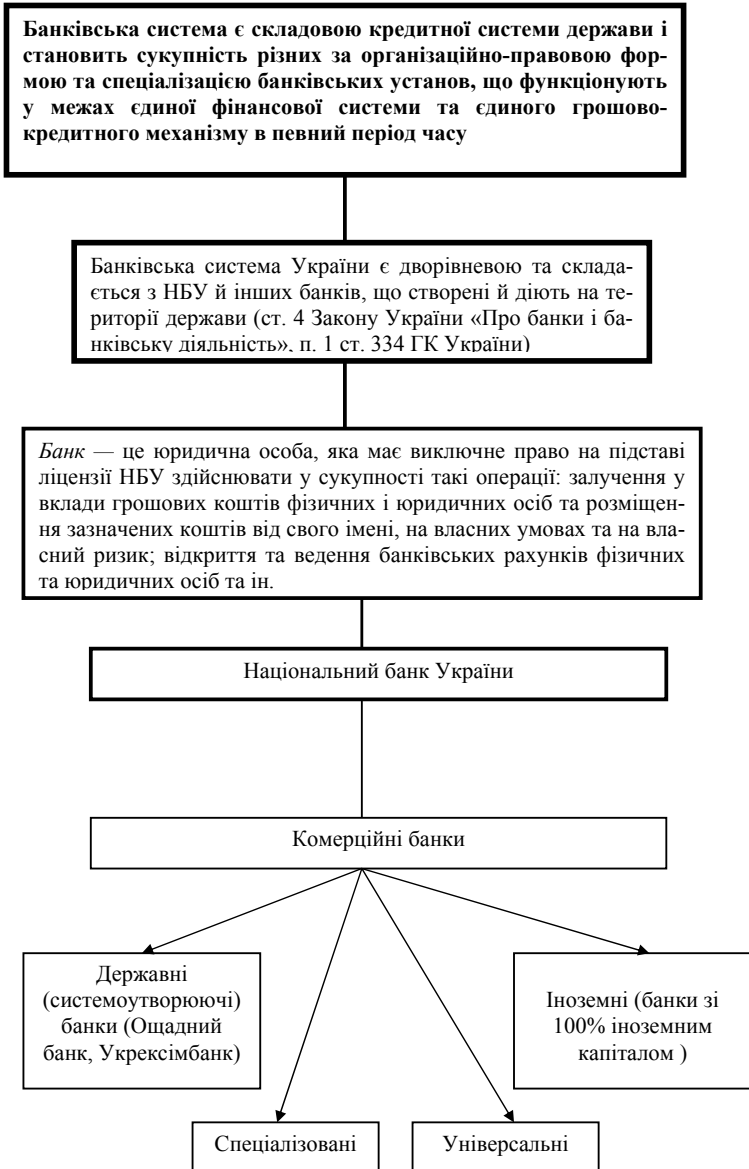 Банківська система є складовою кредитної системи держави і
становить сукупність різних за організаційно-правовою фор-
мою та спеціалізацією банківських установ, що функціонують
у межах єдиної фінансової системи та єдиного грошово-
кредитного механізму в певний період часу
Банківська система України є дворівневою та склада-
ється з НБУ й інших банків, що створені й діють на те-
риторії держави (ст. 4 Закону України «Про банки і ба-
нківську діяльність», п. 1 ст. 334 ГК України)
Банк — це юридична особа, яка має виключне право на підставі
ліцензії НБУ здійснювати у сукупності такі операції: залучення у
вклади грошових коштів фізичних і юридичних осіб та розміщен-
ня зазначених коштів від свого імені, на власних умовах та на вла-
сний ризик; відкриття та ведення банківських рахунків фізичних
та юридичних осіб та ін.
Національний банк України
Комерційні банки
Державні
(системоутворюючі)
банки (Ощадний
банк, Укрексімбанк)
Іноземні (банки зі
100% іноземним
капіталом )
Спеціалізовані
Універсальні